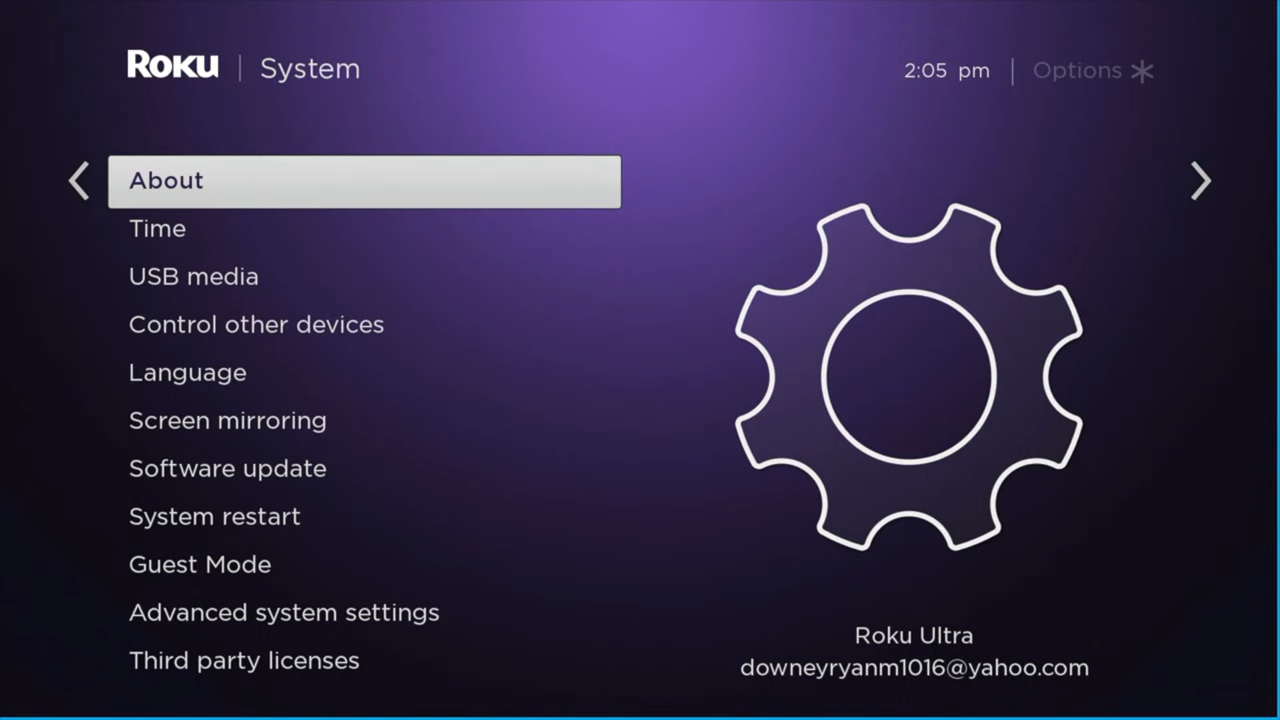 Roku | System
2:05 pm | Options *
About
Time
USB media
Control other devices
Language
Screen mirroring
Software update
System restart
Guest Mode
Advanced system settings
Third party licenses
Roku Ultra
downeyryanm1016@yahoo.com